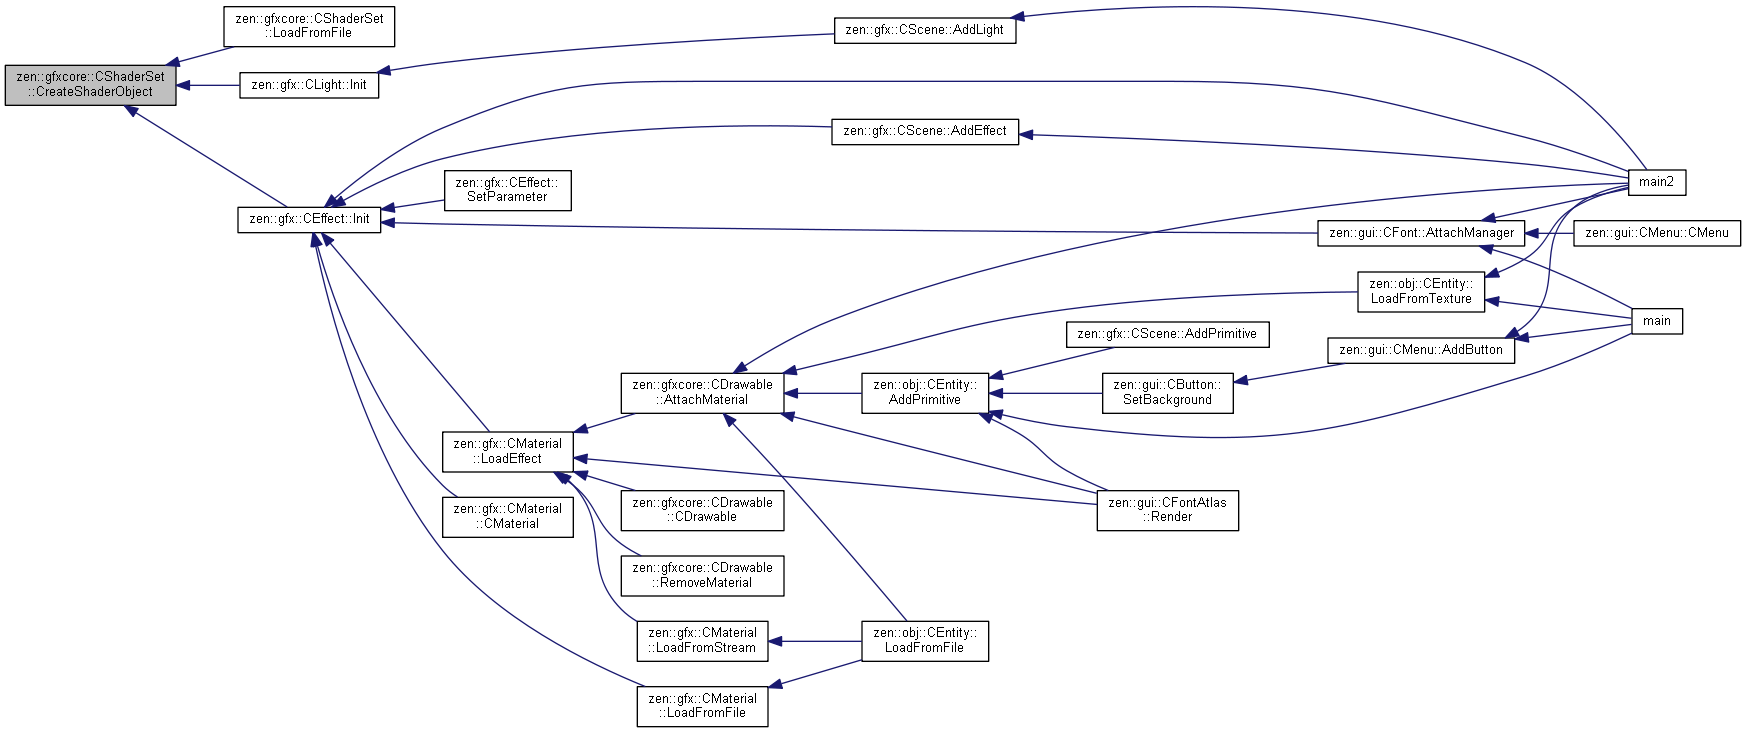 zen::gfxcore::CShaderSet
::LoadFromFile
zen::gfx::CScene::AddLight
zen::gfxcore::CShaderSet
::CreateShaderObject
zen::gfx::CLight::Init
zen::gfx::CScene::AddEffect
zen::gfx::CEffect::
SetParameter
main2
zen::gfx::CEffect::Init
zen::gui::CFont::AttachManager
zen::gui::CMenu::CMenu
zen::obj::CEntity::
LoadFromTexture
zen::gfx::CScene::AddPrimitive
main
zen::gui::CMenu::AddButton
zen::gfxcore::CDrawable
::AttachMaterial
zen::obj::CEntity::
AddPrimitive
zen::gui::CButton::
SetBackground
zen::gfx::CMaterial
::LoadEffect
zen::gfx::CMaterial
::CMaterial
zen::gfxcore::CDrawable
::CDrawable
zen::gui::CFontAtlas
::Render
zen::gfxcore::CDrawable
::RemoveMaterial
zen::gfx::CMaterial
::LoadFromStream
zen::obj::CEntity::
LoadFromFile
zen::gfx::CMaterial
::LoadFromFile